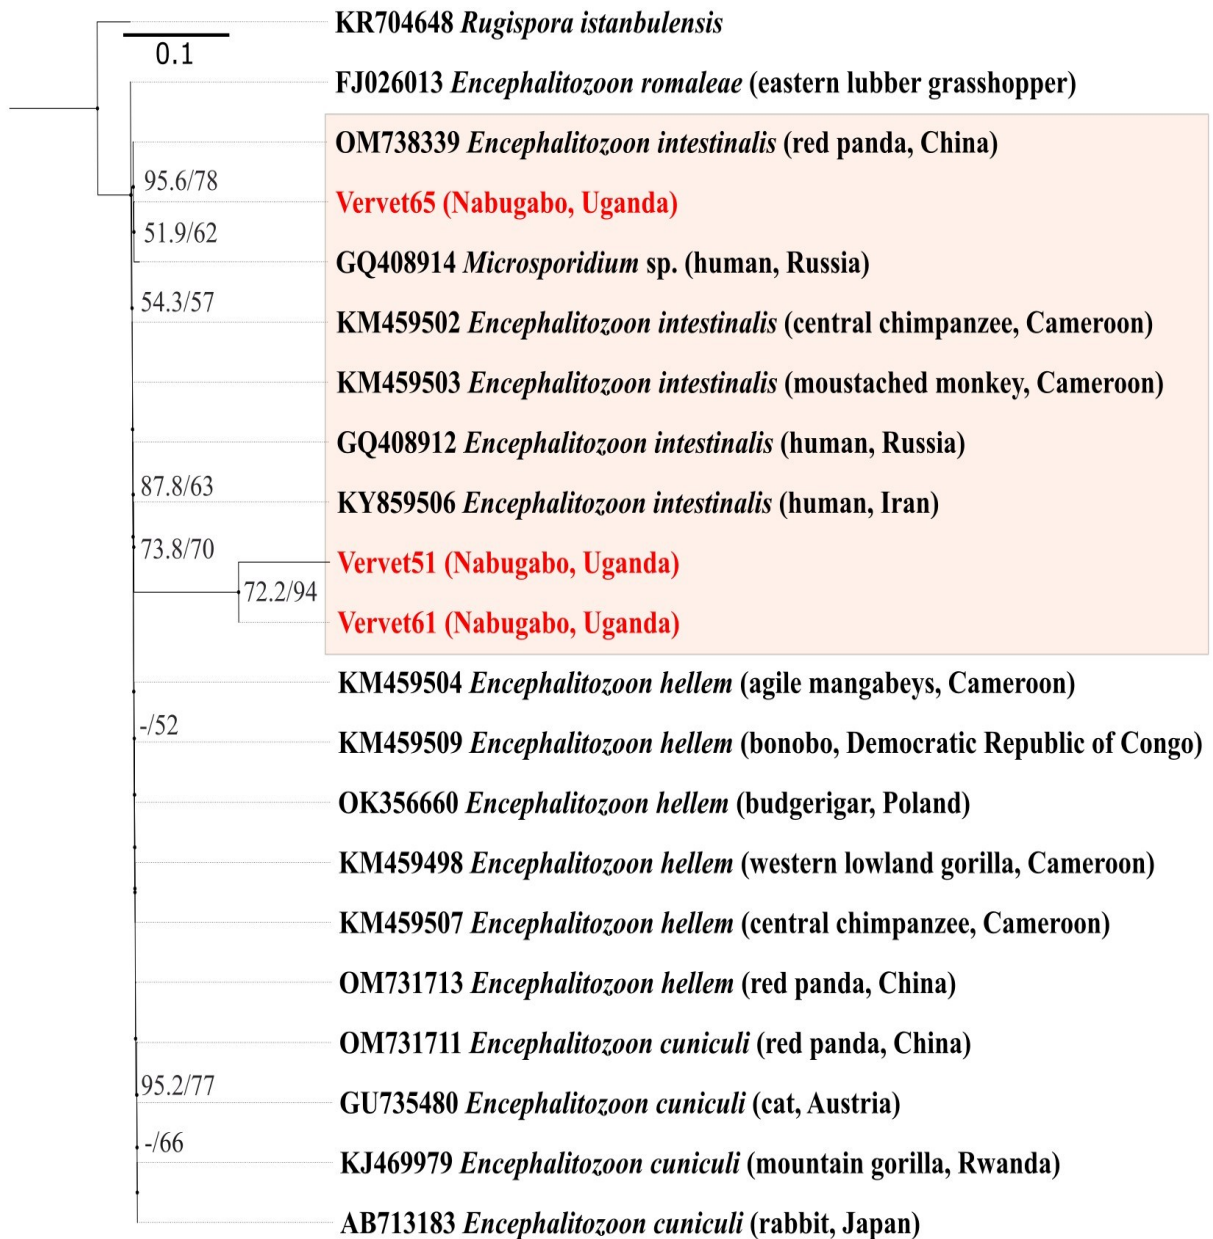 KR704648 Rugispora istanbulensis
0.1
FJ026013 Encephalitozoon romaleae (eastern lubber grasshopper)
OM738339 Encephalitozoon intestinalis (red panda, China)
95.6/78
Vervet65 (Nabugabo, Uganda)
51.9/62
GQ408914 Microsporidium sp. (human, Russia)
54.3/57
KM459502 Encephalitozoon intestinalis (central chimpanzee, Cameroon)
KM459503 Encephalitozoon intestinalis (moustached monkey, Cameroon)
GQ408912 Encephalitozoon intestinalis (human, Russia)
87.8/63
KY859506 Encephalitozoon intestinalis (human, Iran)
73.8/70
Vervet51 (Nabugabo, Uganda)
72.2/94
Vervet61 (Nabugabo, Uganda)
KM459504 Encephalitozoon hellem (agile mangabeys, Cameroon)
-/52
KM459509 Encephalitozoon hellem (bonobo, Democratic Republic of Congo)
OK356660 Encephalitozoon hellem (budgerigar, Poland)
KM459498 Encephalitozoon hellem (western lowland gorilla, Cameroon)
KM459507 Encephalitozoon hellem (central chimpanzee, Cameroon)
OM731713 Encephalitozoon hellem (red panda, China)
OM731711 Encephalitozoon cuniculi (red panda, China)
95.2/77
GU735480 Encephalitozoon cuniculi (cat, Austria)
-/66
KJ469979 Encephalitozoon cuniculi (mountain gorilla, Rwanda)
AB713183 Encephalitozoon cuniculi (rabbit, Japan)